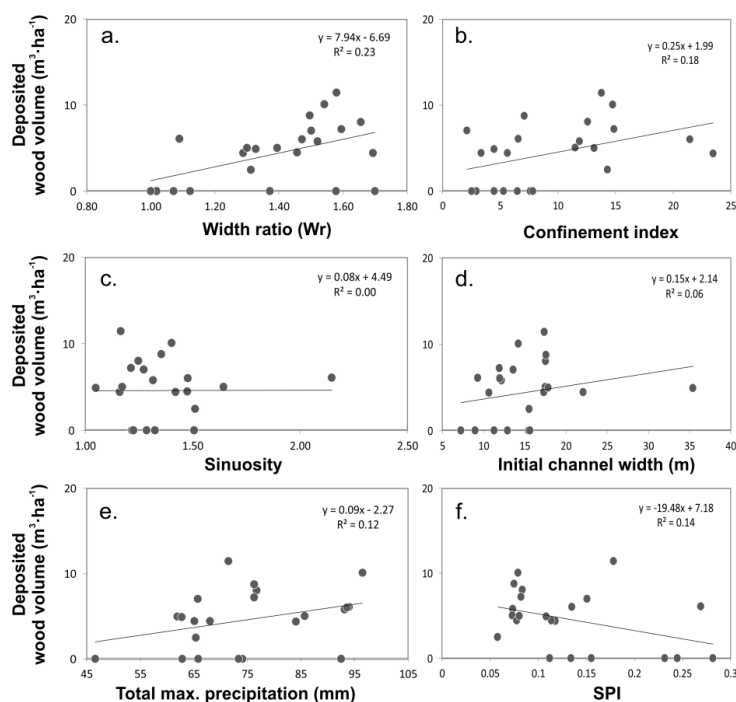 a.
y = 7.94x - 6.69
R² = 0.23
Deposited
wood volume (m³·ha⁻¹)
20
10
0
0.80 1.00 1.20 1.40 1.60 1.80
Width ratio (Wr)
b.
y = 0.25x + 1.99
R² = 0.18
20
10
0
0 5 10 15 20 25
Confinement index
c.
y = 0.08x + 4.49
R² = 0.00
Deposited
wood volume (m³·ha⁻¹)
20
10
0
1.00 1.50 2.00 2.50
Sinuosity
d.
y = 0.15x + 2.14
R² = 0.06
20
10
0
5 10 15 20 25 30 35 40
Initial channel width (m)
e.
y = 0.09x - 2.27
R² = 0.12
Deposited
wood volume (m³·ha⁻¹)
20
10
0
45 55 65 75 85 95 105
Total max. precipitation (mm)
f.
y = -19.48x + 7.18
R² = 0.14
20
10
0
0 0.05 0.1 0.15 0.2 0.25 0.3
SPI